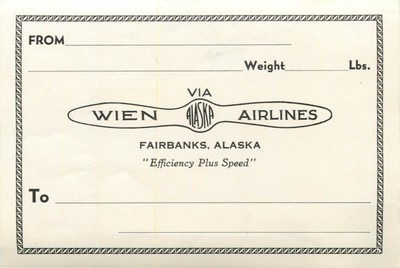 FROM
Weight Lbs.
VIA
WIEN ALASKA AIRLINES
FAIRBANKS, ALASKA
"Efficiency Plus Speed"
To